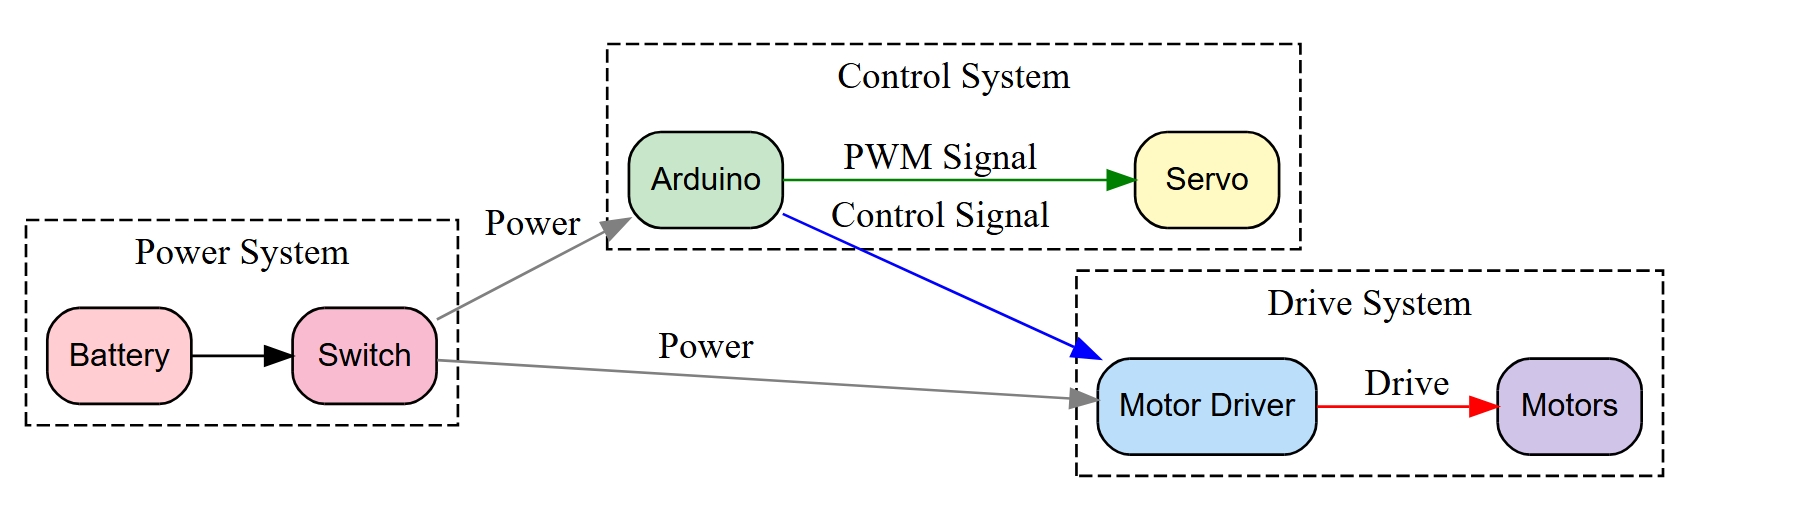 Control System
Arduino
PWM Signal
Servo
Control Signal
Power
Power System
Battery
Switch
Power
Drive System
Motor Driver
Drive
Motors